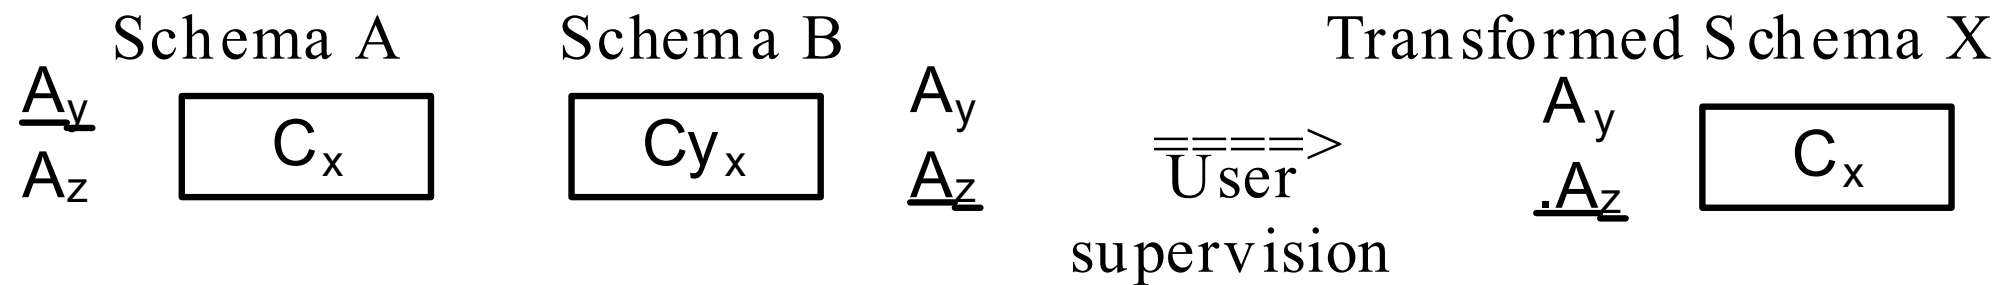 Schema A
Schema B
Transformed Schema X
Ay
Az
Cx
Cyx
Ay
Az
====>
User
supervision
Ay
.Az
Cx